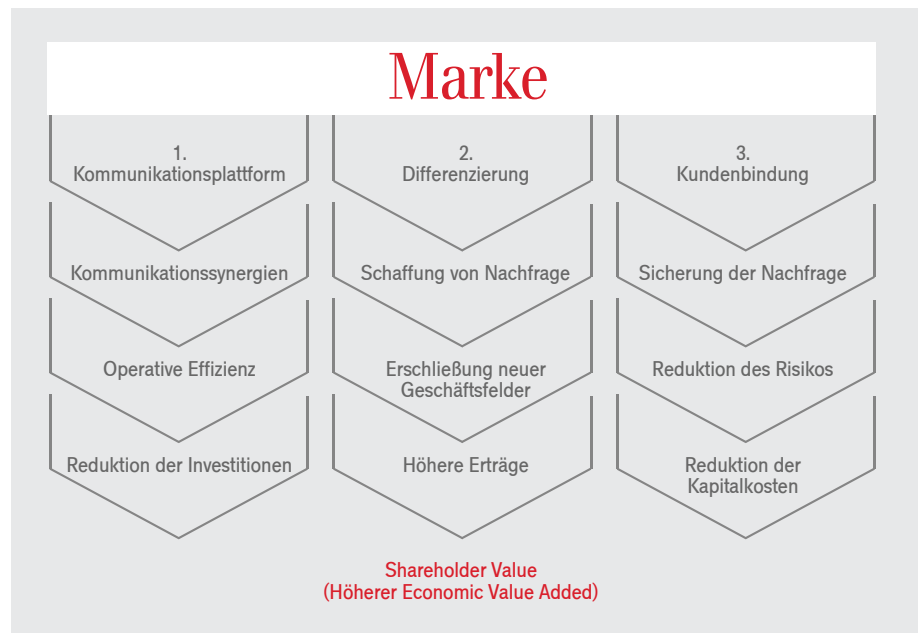 Marke
1.
Kommunikationsplattform
Kommunikationssynergien
Operative Effizienz
Reduktion der Investitionen
2.
Differenzierung
Schaffung von Nachfrage
Erschließung neuer
Geschäftsfelder
Höhere Erträge
3.
Kundenbindung
Sicherung der Nachfrage
Reduktion des Risikos
Reduktion der
Kapitalkosten
Shareholder Value
(Höherer Economic Value Added)